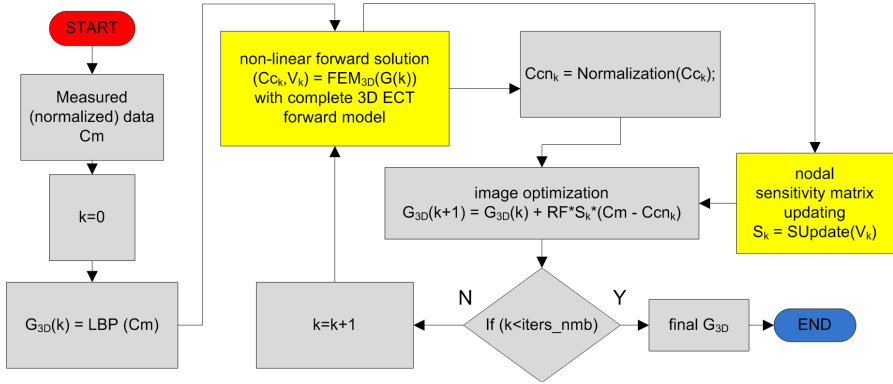 START
Measured
(normalized) data
Cm
k=0
G₃D(k) = LBP (Cm)
non-linear forward solution
(Ccₖ,Vₖ) = FEM₃D(G(k))
with complete 3D ECT
forward model
Ccnₖ = Normalization(Ccₖ);
nodal
sensitivity matrix
updating
Sₖ = SUpdate(Vₖ)
image optimization
G₃D(k+1) = G₃D(k) + RF*Sₖ*(Cm - Ccnₖ)
If (k<iters_nmb)
N
Y
k=k+1
final G₃D
END